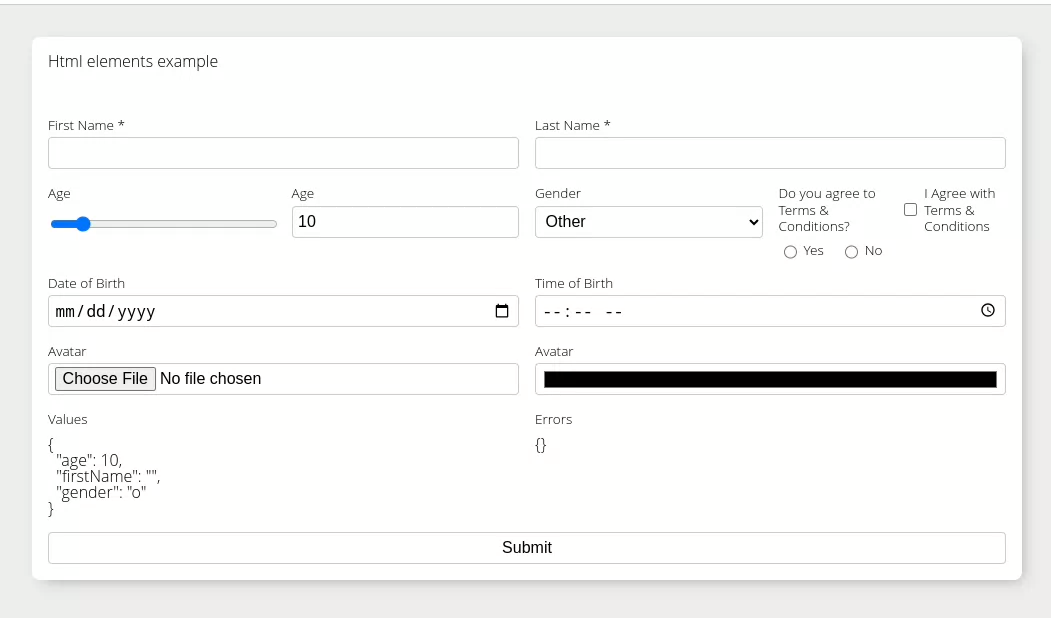 Html elements example
First Name *
Last Name *
Age
Age
10
Gender
Other
Do you agree to
Terms &
Conditions?
Yes
No
I Agree with
Terms &
Conditions
Date of Birth
mm/dd/yyyy
Time of Birth
--:-- --
Avatar
Choose File No file chosen
Avatar
Values
{
"age": 10,
"firstName": "",
"gender": "o"
}
Errors
{}
Submit